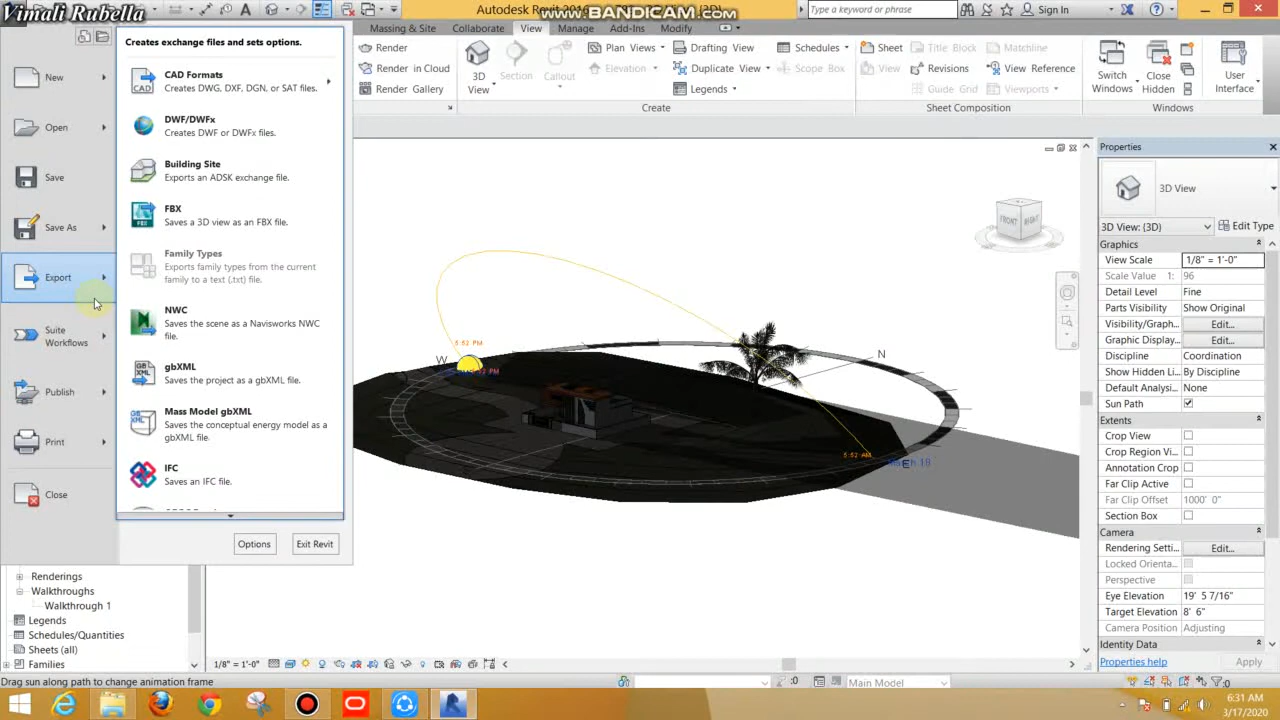 Vimali Rubella
Autodesk Revit 2016
www.BANDICAM.com
Type a keyword or phrase
Sign In
Massing & Site
Collaborate
View
Manage
Add-Ins
Modify
Render
Render in Cloud
Render Gallery
3D
View
Section
Callout
Plan Views
Elevation
Drafting View
Duplicate View
Legends
Schedules
Scope Box
Create
Sheet
View
Title Block
Revisions
Guide Grid
Matchline
View Reference
Viewports
Sheet Composition
Switch
Windows
Close
Hidden
Windows
User
Interface
New
Open
Save
Save As
Export
Suite
Workflows
Publish
Print
Close
Creates exchange files and sets options.
CAD Formats
Creates DWG, DXF, DGN, or SAT files.
DWF/DWFx
Creates DWF or DWFx files.
Building Site
Exports an ADSK exchange file.
FBX
Saves a 3D view as an FBX file.
Family Types
Exports family types from the current
family to a text (.txt) file.
NWC
Saves the scene as a Navisworks NWC
file.
gbXML
Saves the project as a gbXML file.
Mass Model gbXML
Saves the conceptual energy model as a
gbXML file.
IFC
Saves an IFC file.
Options
Exit Revit
Renderings
Walkthroughs
Walkthrough 1
Legends
Schedules/Quantities
Sheets (all)
Families
FRONT
RIGHT
5:52 PM
W
N
5:52 AM
E
Properties
3D View
3D View: {3D}
Edit Type
Graphics
View Scale 1/8" = 1'-0"
Scale Value 1: 96
Detail Level Fine
Parts Visibility Show Original
Visibility/Graph... Edit...
Graphic Display... Edit...
Discipline Coordination
Show Hidden Li... By Discipline
Default Analysi... None
Sun Path
Extents
Crop View
Crop Region Vi...
Annotation Crop
Far Clip Active
Far Clip Offset 1000' 0"
Section Box
Camera
Rendering Setti... Edit...
Locked Orienta...
Perspective
Eye Elevation 19' 5 7/16"
Target Elevation 8' 6"
Camera Position Adjusting
Identity Data
Properties help
Apply
1/8" = 1'-0"
Drag sun along path to change animation frame
:0
Main Model
:0
6:31 AM
3/17/2020